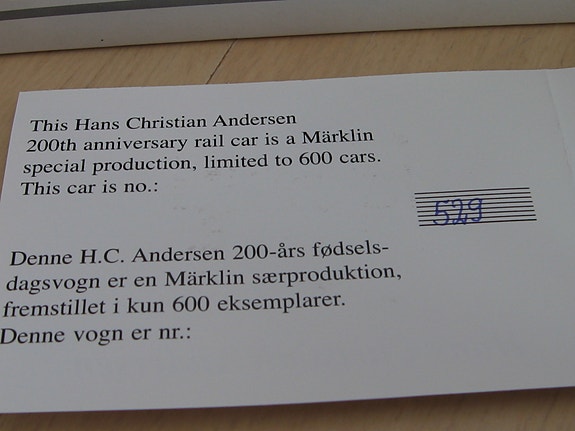 This Hans Christian Andersen
200th anniversary rail car is a Märklin
special production, limited to 600 cars.
This car is no.:
529
Denne H.C. Andersen 200-års fødsels-
dagsvogn er en Märklin særproduktion,
fremstillet i kun 600 eksemplarer.
Denne vogn er nr.: